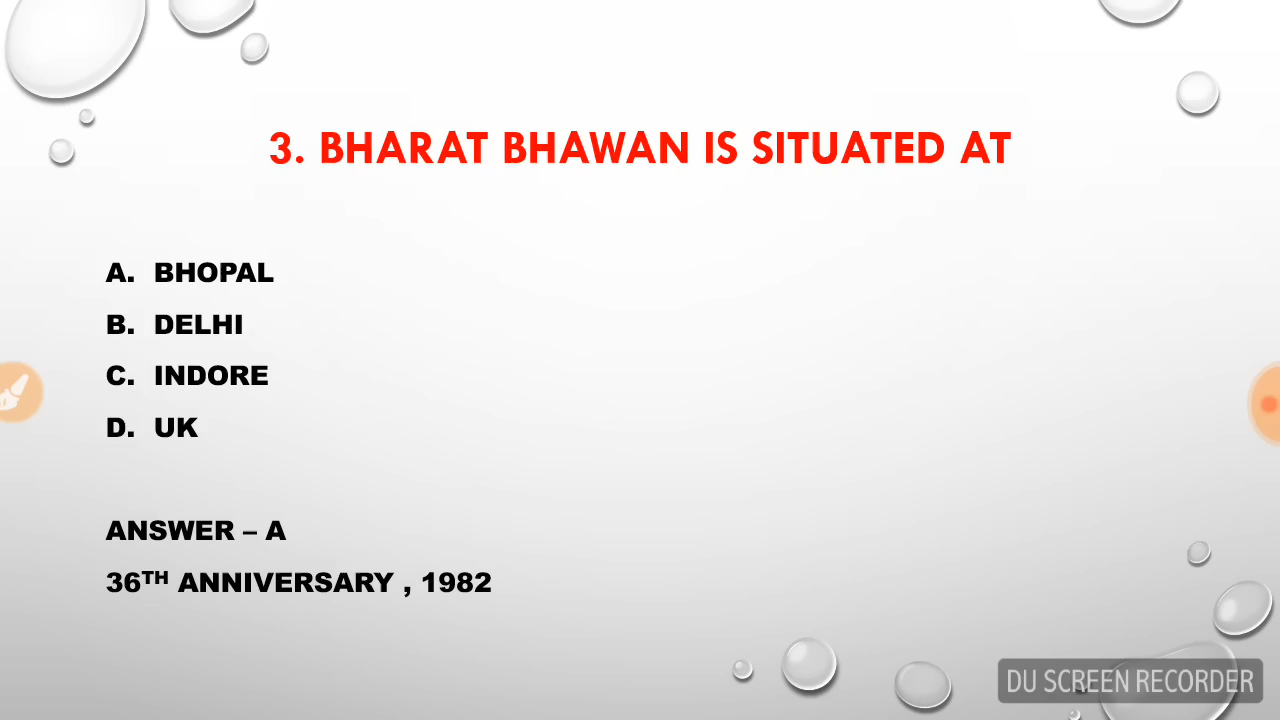 3. BHARAT BHAWAN IS SITUATED AT
A. BHOPAL
B. DELHI
C. INDORE
D. UK
ANSWER – A
36TH ANNIVERSARY , 1982
DU SCREEN RECORDER